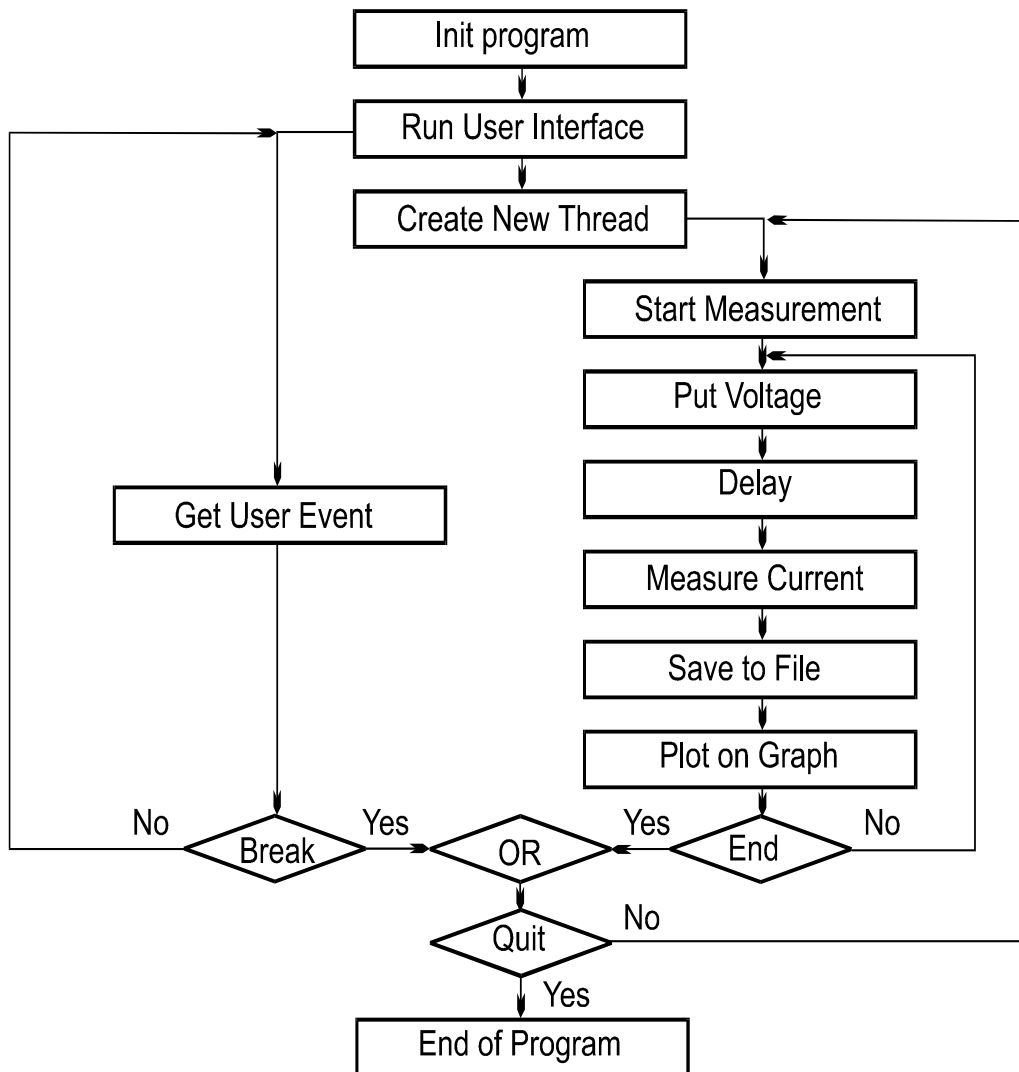 Init program
Run User Interface
Create New Thread
Start Measurement
Put Voltage
Delay
Get User Event
Measure Current
Save to File
Plot on Graph
No
Break
Yes
OR
Yes
End
No
Quit
No
Yes
End of Program